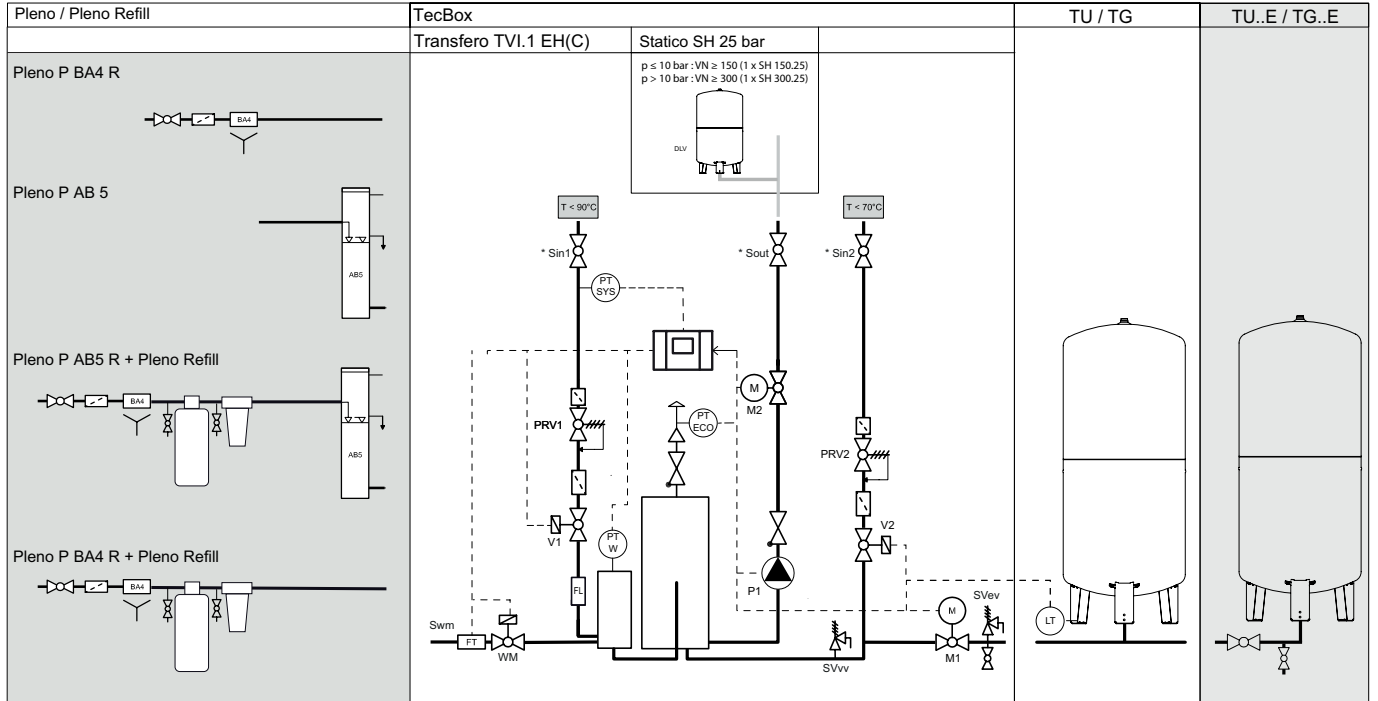 Pleno / Pleno Refill
TecBox
TU / TG
TU..E / TG..E
Transfero TVI.1 EH(C)
Statico SH 25 bar
p ≤ 10 bar : VN ≥ 150 (1 x SH 150.25)
p > 10 bar : VN ≥ 300 (1 x SH 300.25)
DLV
Pleno P BA4 R
BA4
Pleno P AB 5
AB5
Pleno P AB5 R + Pleno Refill
BA4
AB5
Pleno P BA4 R + Pleno Refill
BA4
T < 90°C
T < 70°C
* Sin1
* Sout
* Sin2
PT
SYS
M
M2
PT
ECO
PRV1
PRV2
V1
V2
PT
W
FL
P1
Swm
FT
WM
SVvv
M
M1
SVev
LT